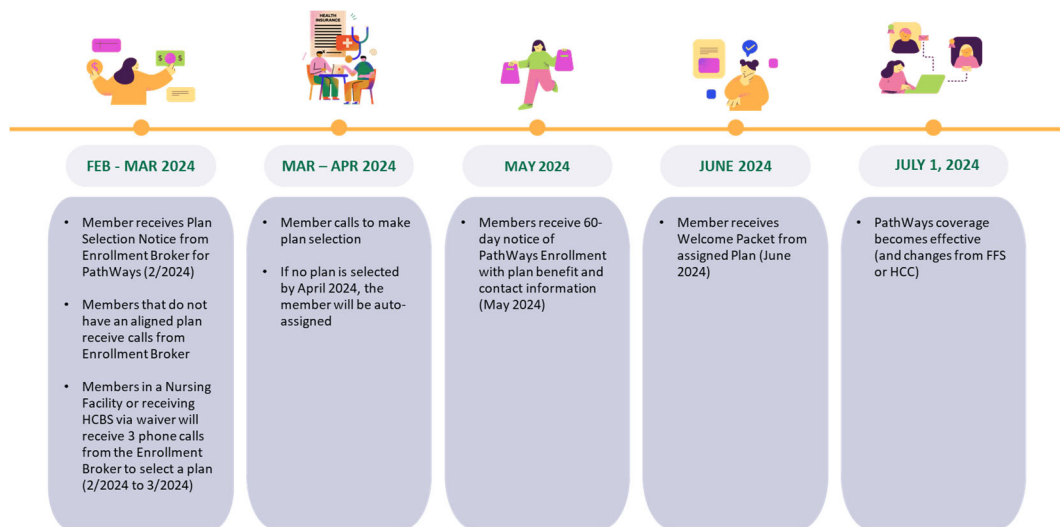 HEALTH
INSURANCE
$ $
FEB - MAR 2024
• Member receives Plan
Selection Notice from
Enrollment Broker for
PathWays (2/2024)
• Members that do not
have an aligned plan
receive calls from
Enrollment Broker
• Members in a Nursing
Facility or receiving
HCBS via waiver will
receive 3 phone calls
from the Enrollment
Broker to select a plan
(2/2024 to 3/2024)
MAR – APR 2024
• Member calls to make
plan selection
• If no plan is selected
by April 2024, the
member will be auto-
assigned
MAY 2024
• Members receive 60-
day notice of
PathWays Enrollment
with plan benefit and
contact information
(May 2024)
JUNE 2024
• Member receives
Welcome Packet from
assigned Plan (June
2024)
JULY 1, 2024
• PathWays coverage
becomes effective
(and changes from FFS
or HCC)